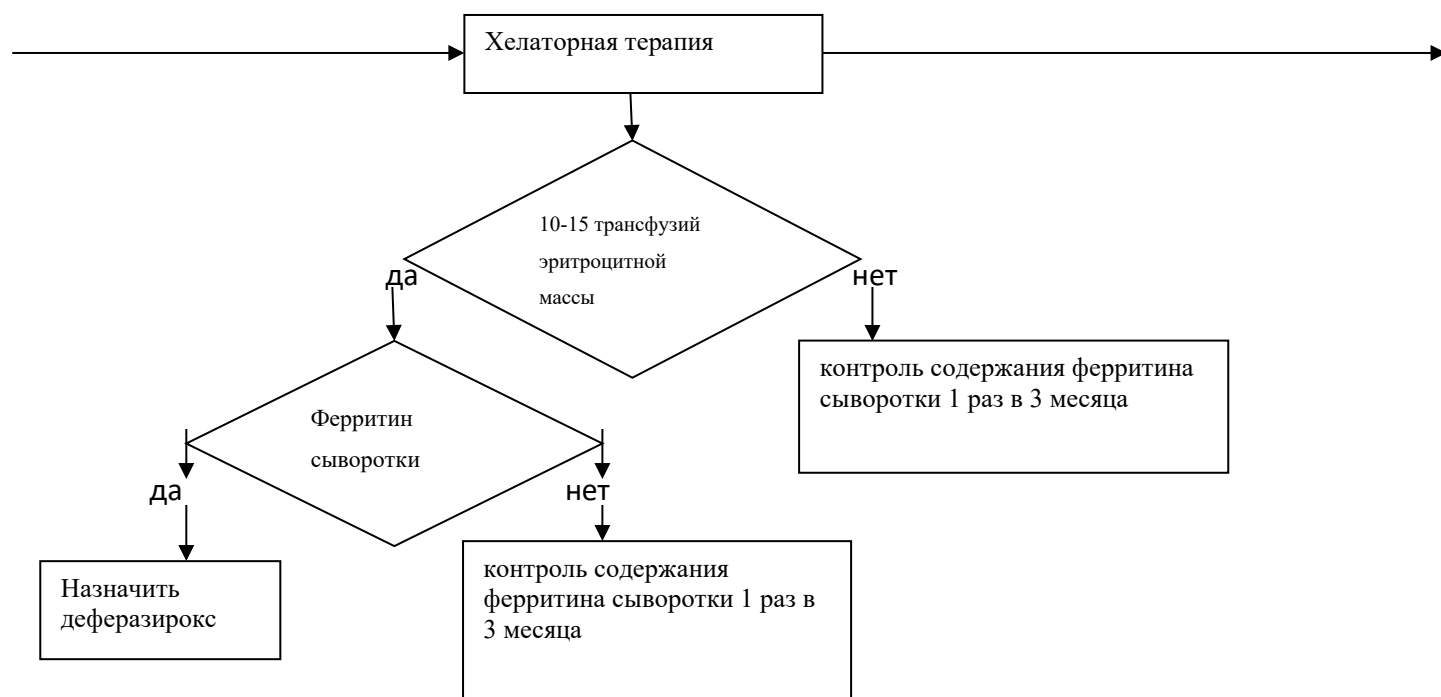 Хелаторная терапия
10-15 трансфузий
эритроцитной
массы
да
нет
контроль содержания ферритина
сыворотки 1 раз в 3 месяца
Ферритин
сыворотки
да
нет
Назначить
деферазирокс
контроль содержания
ферритина сыворотки 1 раз в
3 месяца